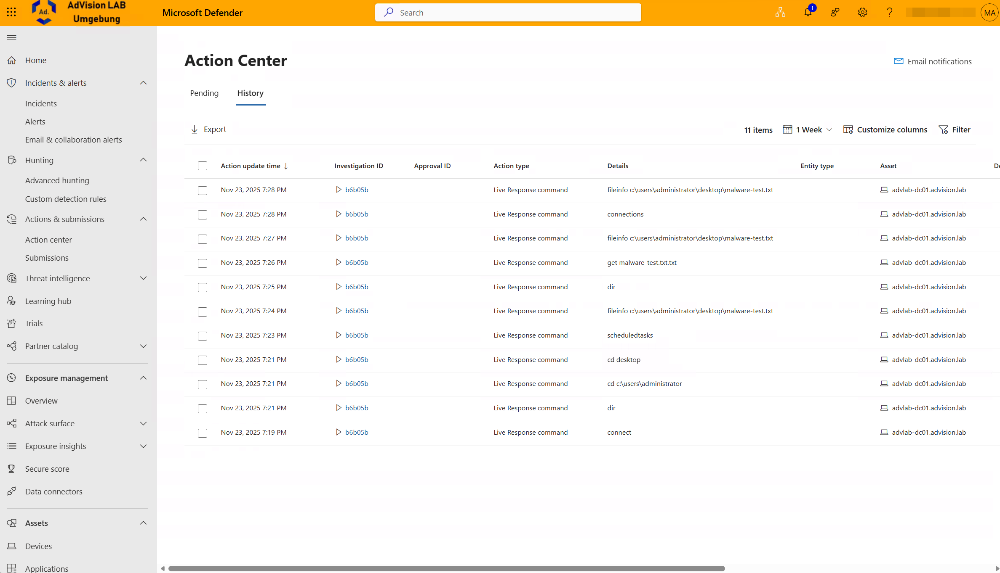 AdVision LAB
Umgebung
Ad.
Microsoft Defender
Search
1
MA
Home
Incidents & alerts
Incidents
Alerts
Email & collaboration alerts
Hunting
Advanced hunting
Custom detection rules
Actions & submissions
Action center
Submissions
Threat intelligence
Learning hub
Trials
Partner catalog
Exposure management
Overview
Attack surface
Exposure insights
Secure score
Data connectors
Assets
Devices
Applications
Action Center
Email notifications
Pending History
Export
11 items 1 Week Customize columns Filter
Action update time Investigation ID Approval ID Action type Details Entity type Asset De
Nov 23, 2025 7:28 PM b6b05b Live Response command fileinfo c:\users\administrator\desktop\malware-test.txt advlab-dc01.advision.lab
Nov 23, 2025 7:28 PM b6b05b Live Response command connections advlab-dc01.advision.lab
Nov 23, 2025 7:27 PM b6b05b Live Response command fileinfo c:\users\administrator\desktop\malware-test.txt advlab-dc01.advision.lab
Nov 23, 2025 7:26 PM b6b05b Live Response command get malware-test.txt.txt advlab-dc01.advision.lab
Nov 23, 2025 7:25 PM b6b05b Live Response command dir advlab-dc01.advision.lab
Nov 23, 2025 7:24 PM b6b05b Live Response command fileinfo c:\users\administrator\desktop\malware-test.txt advlab-dc01.advision.lab
Nov 23, 2025 7:23 PM b6b05b Live Response command scheduledtasks advlab-dc01.advision.lab
Nov 23, 2025 7:21 PM b6b05b Live Response command cd desktop advlab-dc01.advision.lab
Nov 23, 2025 7:21 PM b6b05b Live Response command cd c:\users\administrator advlab-dc01.advision.lab
Nov 23, 2025 7:21 PM b6b05b Live Response command dir advlab-dc01.advision.lab
Nov 23, 2025 7:19 PM b6b05b Live Response command connect advlab-dc01.advision.lab